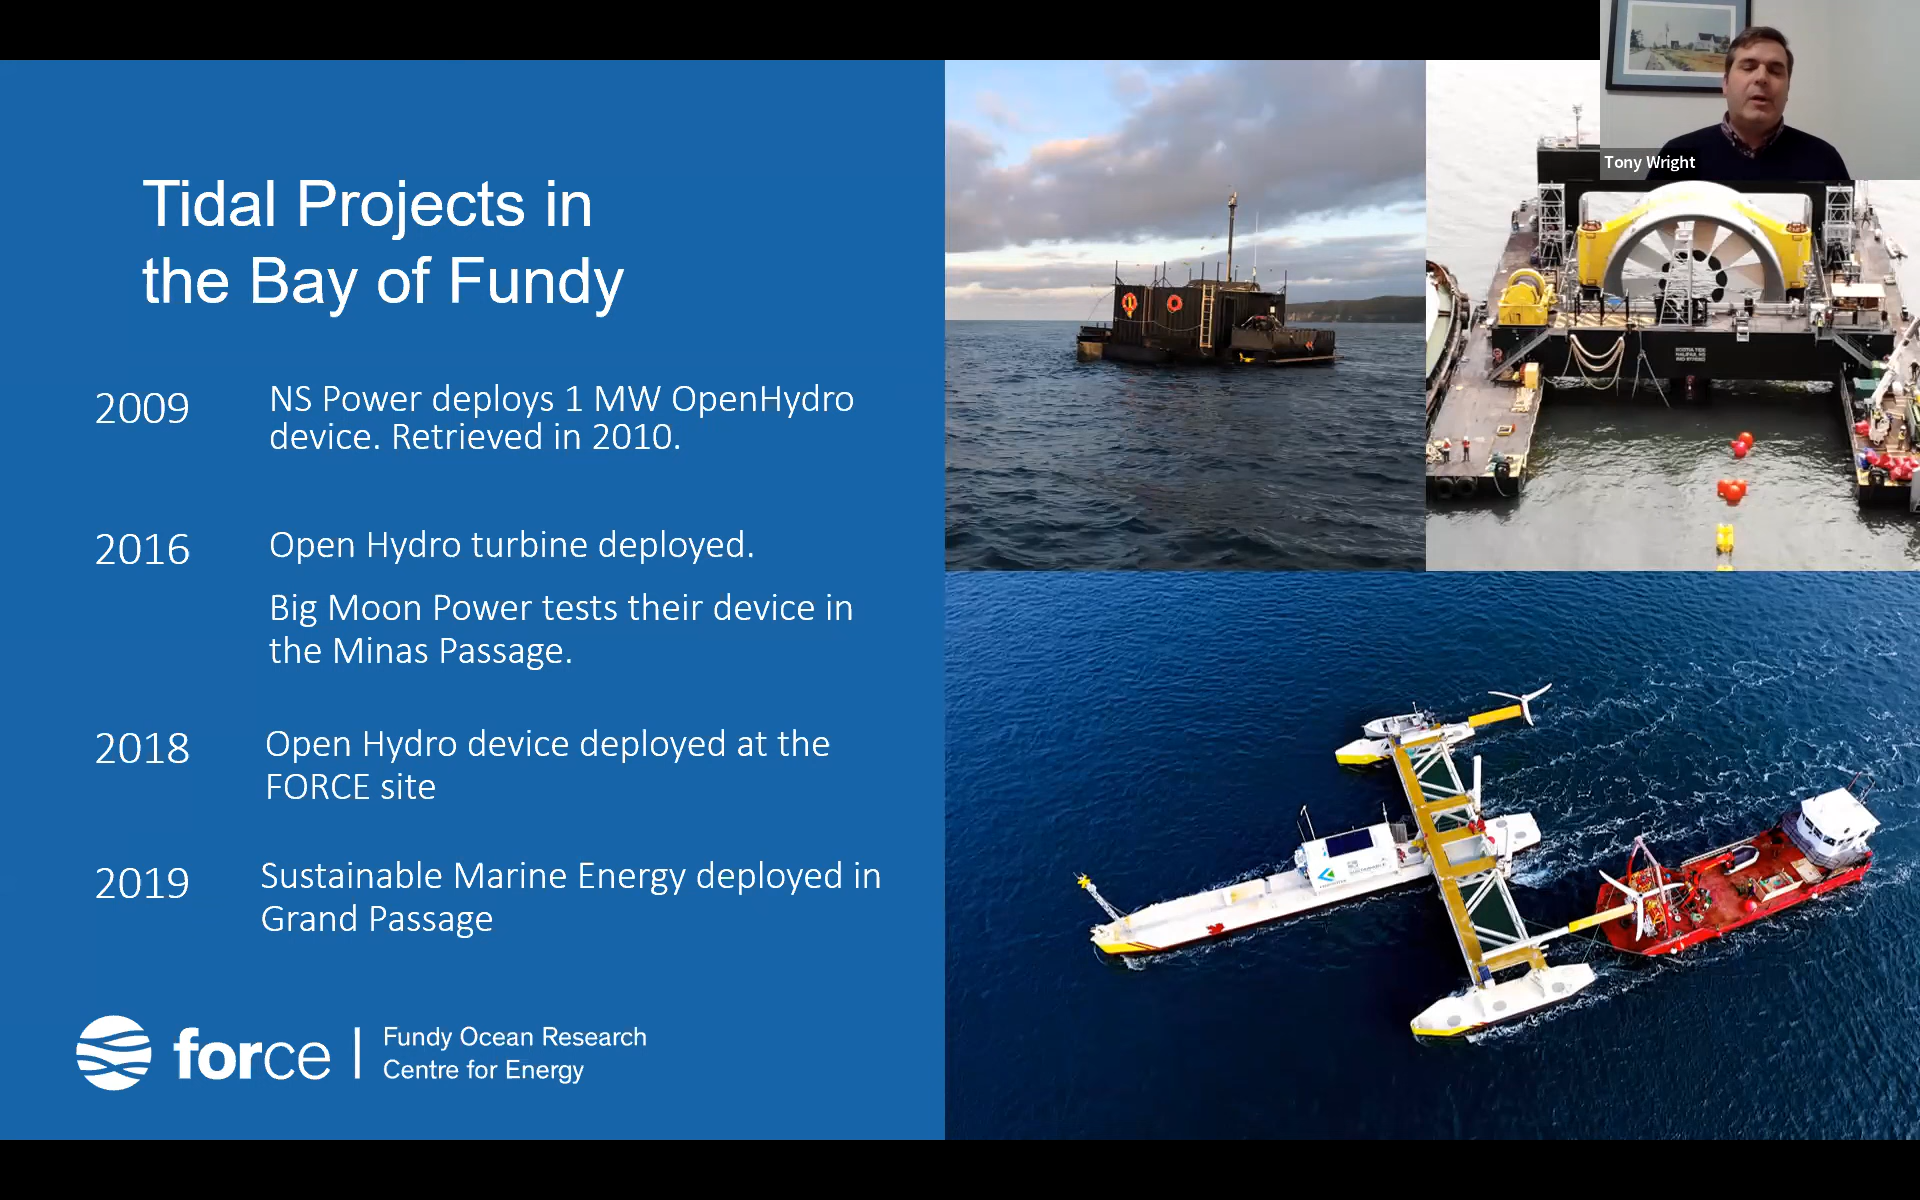 Tony Wright
Tidal Projects in
the Bay of Fundy
2009
NS Power deploys 1 MW OpenHydro
device. Retrieved in 2010.
2016
Open Hydro turbine deployed.
Big Moon Power tests their device in
the Minas Passage.
2018
Open Hydro device deployed at the
FORCE site
2019
Sustainable Marine Energy deployed in
Grand Passage
force
Fundy Ocean Research
Centre for Energy